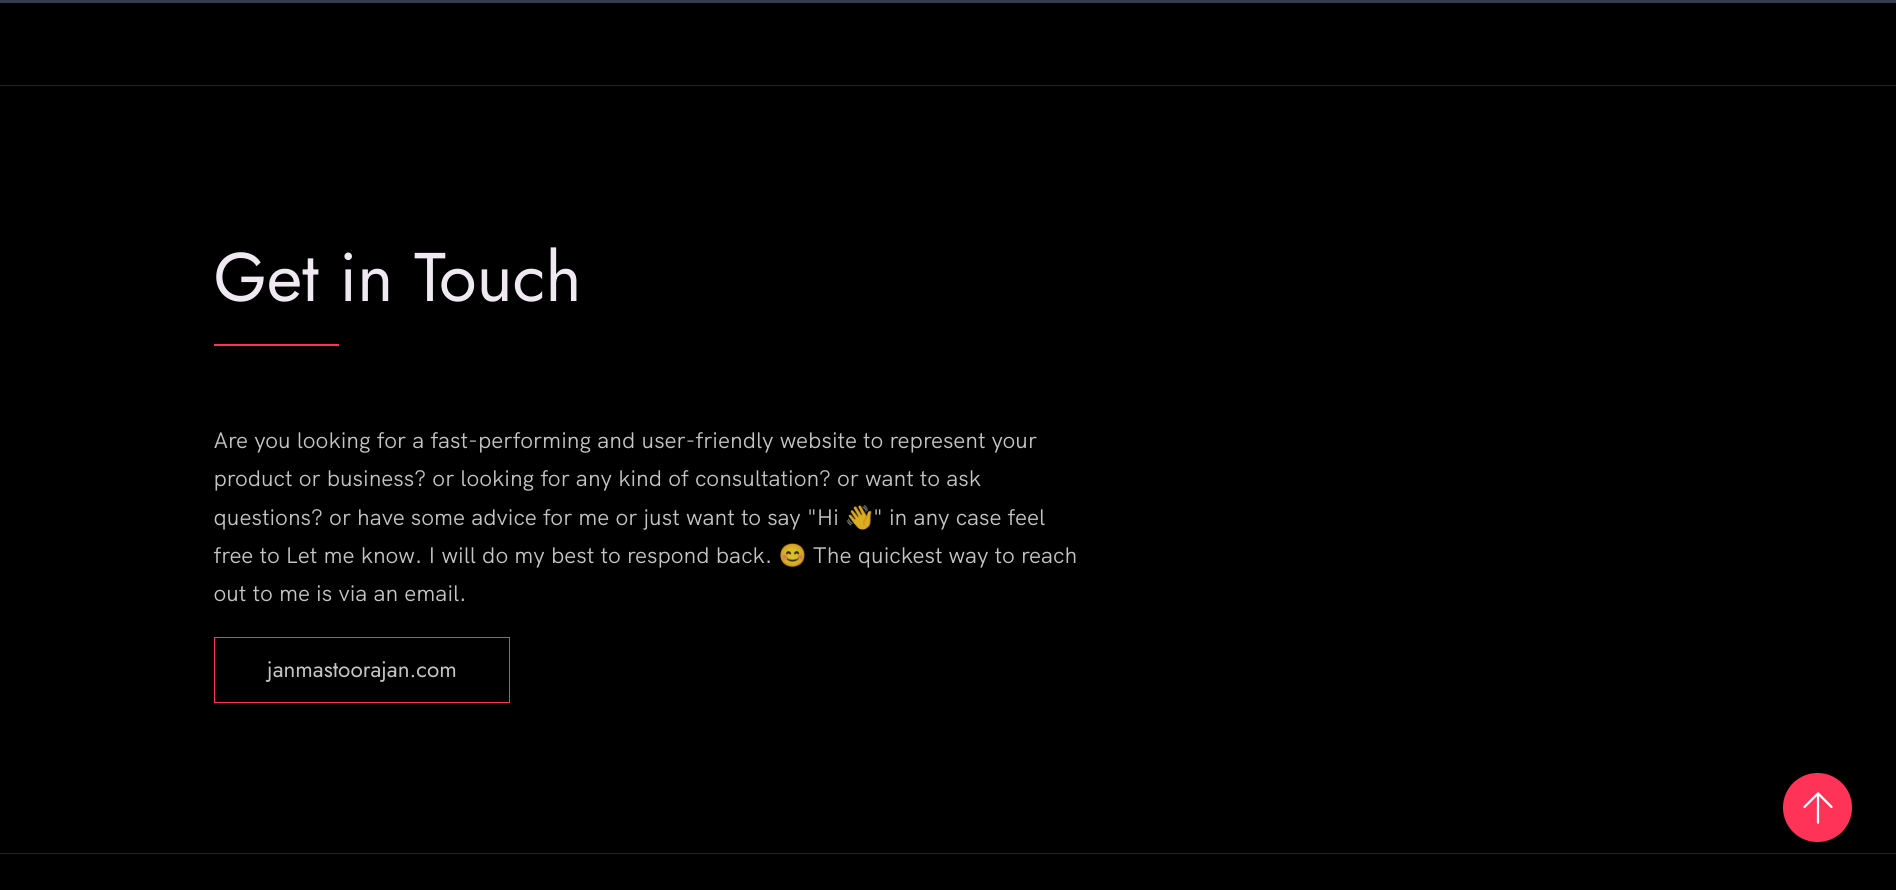 Get in Touch
Are you looking for a fast-performing and user-friendly website to represent your
product or business? or looking for any kind of consultation? or want to ask
questions? or have some advice for me or just want to say "Hi 👋" in any case feel
free to Let me know. I will do my best to respond back. 😊 The quickest way to reach
out to me is via an email.
janmastoorajan.com